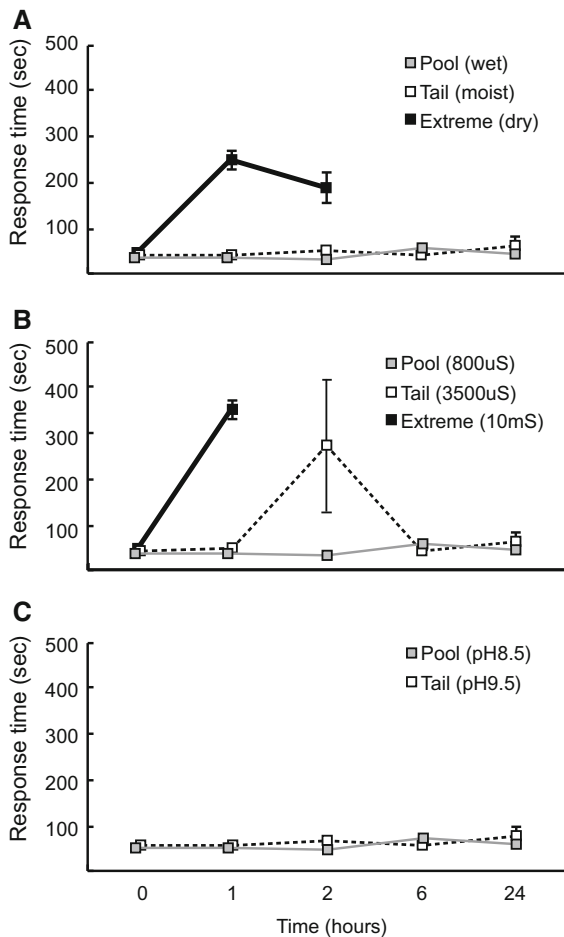 A
500
400
300
200
100
Response time (sec)
Pool (wet)
Tail (moist)
Extreme (dry)
B
500
400
300
200
100
Response time (sec)
Pool (800uS)
Tail (3500uS)
Extreme (10mS)
C
500
400
300
200
100
Response time (sec)
Pool (pH8.5)
Tail (pH9.5)
0 1 2 6 24
Time (hours)